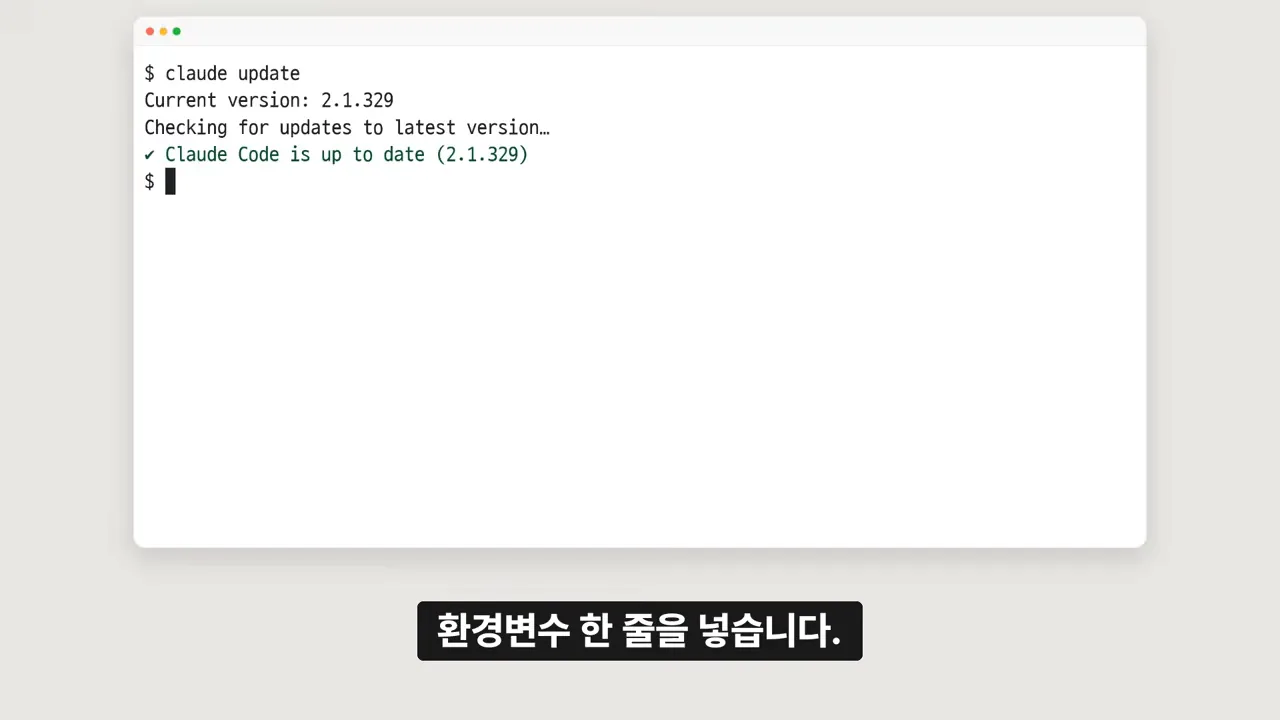 $ claude update
Current version: 2.1.329
Checking for updates to latest version…
✔ Claude Code is up to date (2.1.329)
$
환경변수 한 줄을 넣습니다.